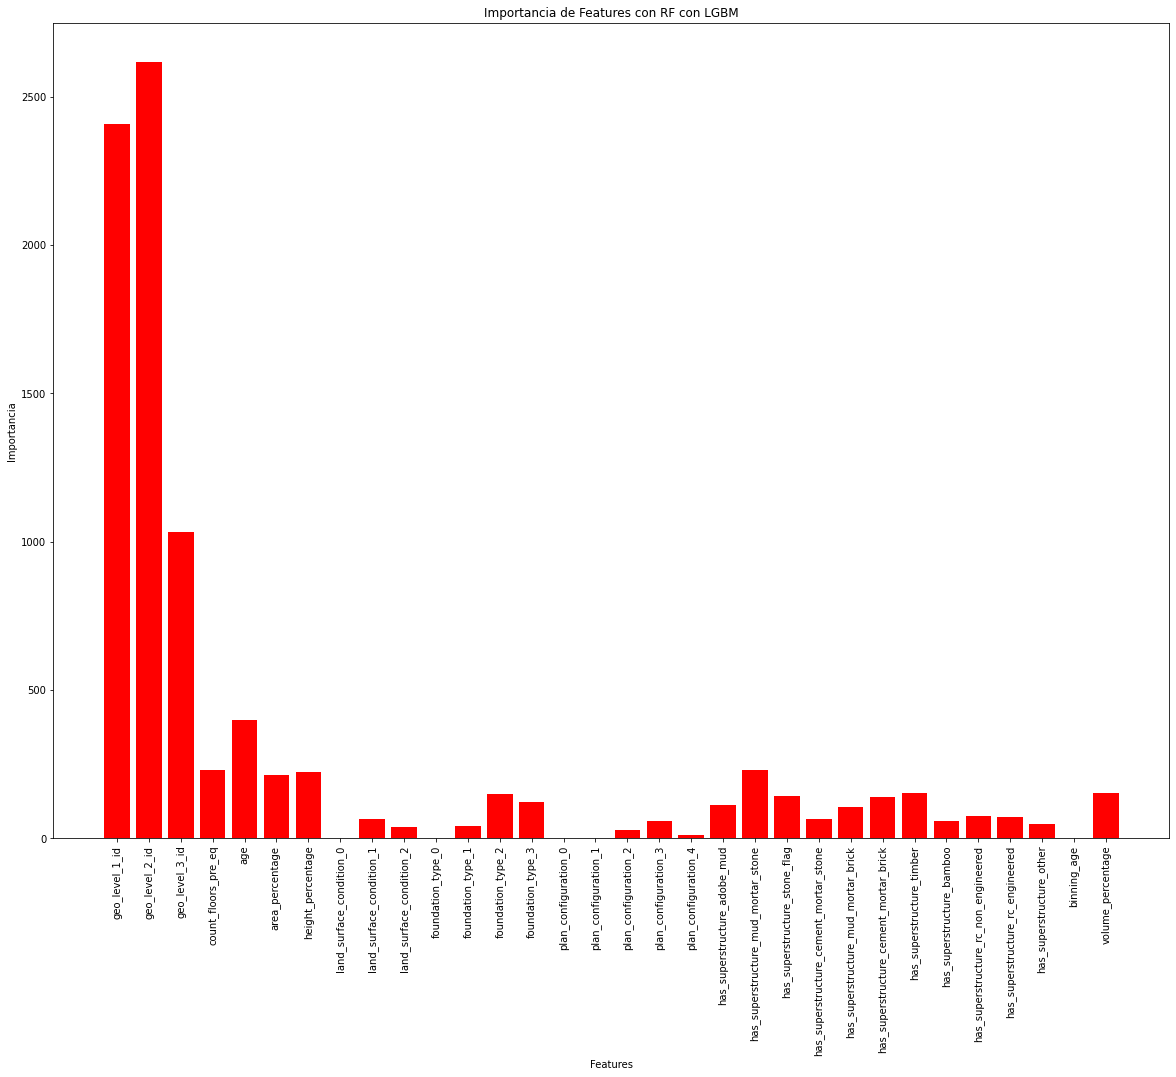 Importancia de Features con RF con LGBM
Importancia
2500
2000
1500
1000
500
0
geo_level_1_id
geo_level_2_id
geo_level_3_id
count_floors_pre_eq
age
area_percentage
height_percentage
land_surface_condition_0
land_surface_condition_1
land_surface_condition_2
foundation_type_0
foundation_type_1
foundation_type_2
foundation_type_3
plan_configuration_0
plan_configuration_1
plan_configuration_2
plan_configuration_3
plan_configuration_4
has_superstructure_adobe_mud
has_superstructure_mud_mortar_stone
has_superstructure_stone_flag
has_superstructure_cement_mortar_stone
has_superstructure_mud_mortar_brick
has_superstructure_cement_mortar_brick
has_superstructure_timber
has_superstructure_bamboo
has_superstructure_rc_non_engineered
has_superstructure_rc_engineered
has_superstructure_other
binning_age
volume_percentage
Features